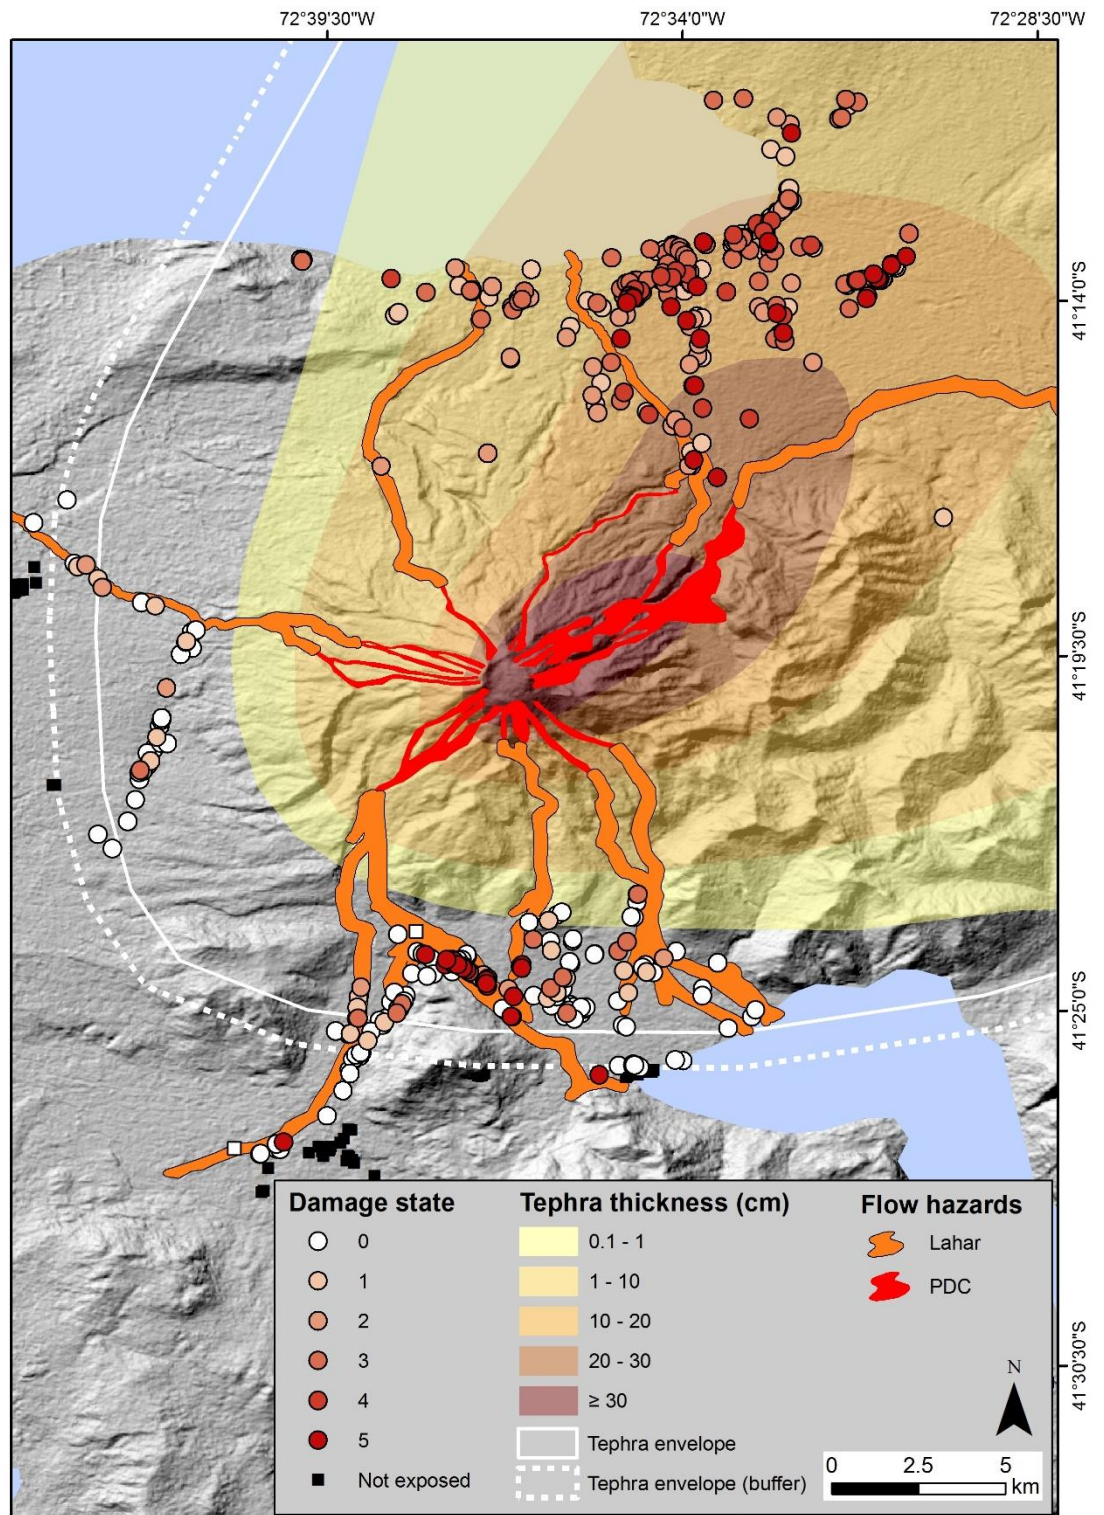 72°39'30"W
72°34'0"W
72°28'30"W
41°14'0"S
41°19'30"S
41°25'0"S
41°30'30"S
Damage state
0
1
2
3
4
5
Not exposed
Tephra thickness (cm)
0.1 - 1
1 - 10
10 - 20
20 - 30
≥ 30
Tephra envelope
Tephra envelope (buffer)
Flow hazards
Lahar
PDC
N
0 2.5 5
km